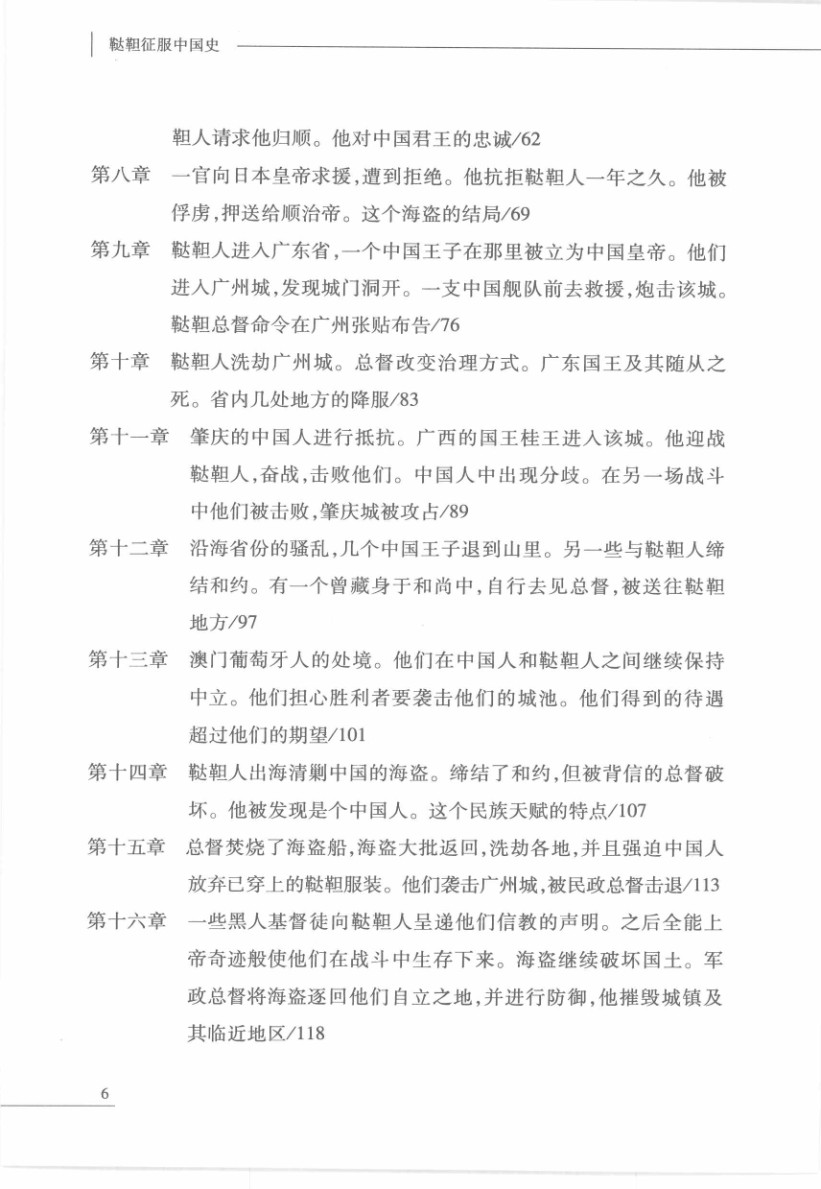 鞑靼征服中国史
靼人请求他归顺。他对中国君王的忠诚/62
第八章 一官向日本皇帝求援,遭到拒绝。他抗拒鞑靼人一年之久。他被
俘虏,押送给顺治帝。这个海盗的结局/69
第九章 鞑靼人进入广东省,一个中国王子在那里被立为中国皇帝。他们
进入广州城,发现城门洞开。一支中国舰队前去救援,炮击该城。
鞑靼总督命令在广州张贴布告/76
第十章 鞑靼人洗劫广州城。总督改变治理方式。广东国王及其随从之
死。省内几处地方的降服/83
第十一章 肇庆的中国人进行抵抗。广西的国王桂王进入该城。他迎战
鞑靼人,奋战,击败他们。中国人中出现分歧。在另一场战斗
中他们被击败,肇庆城被攻占/89
第十二章 沿海省份的骚乱,几个中国王子退到山里。另一些与鞑靼人缔
结和约。有一个曾藏身于和尚中,自行去见总督,被送往鞑靼
地方/97
第十三章 澳门葡萄牙人的处境。他们在中国人和鞑靼人之间继续保持
中立。他们担心胜利者要袭击他们的城池。他们得到的待遇
超过他们的期望/101
第十四章 鞑靼人出海清剿中国的海盗。缔结了和约,但被背信的总督破
坏。他被发现是个中国人。这个民族天赋的特点/107
第十五章 总督焚烧了海盗船,海盗大批返回,洗劫各地,并且强迫中国人
放弃已穿上的鞑靼服装。他们袭击广州城,被民政总督击退/113
第十六章 一些黑人基督徒向鞑靼人呈递他们信教的声明。之后全能上
帝奇迹般使他们在战斗中生存下来。海盗继续破坏国土。军
政总督将海盗逐回他们自立之地,并进行防御,他摧毁城镇及
其临近地区/118
6